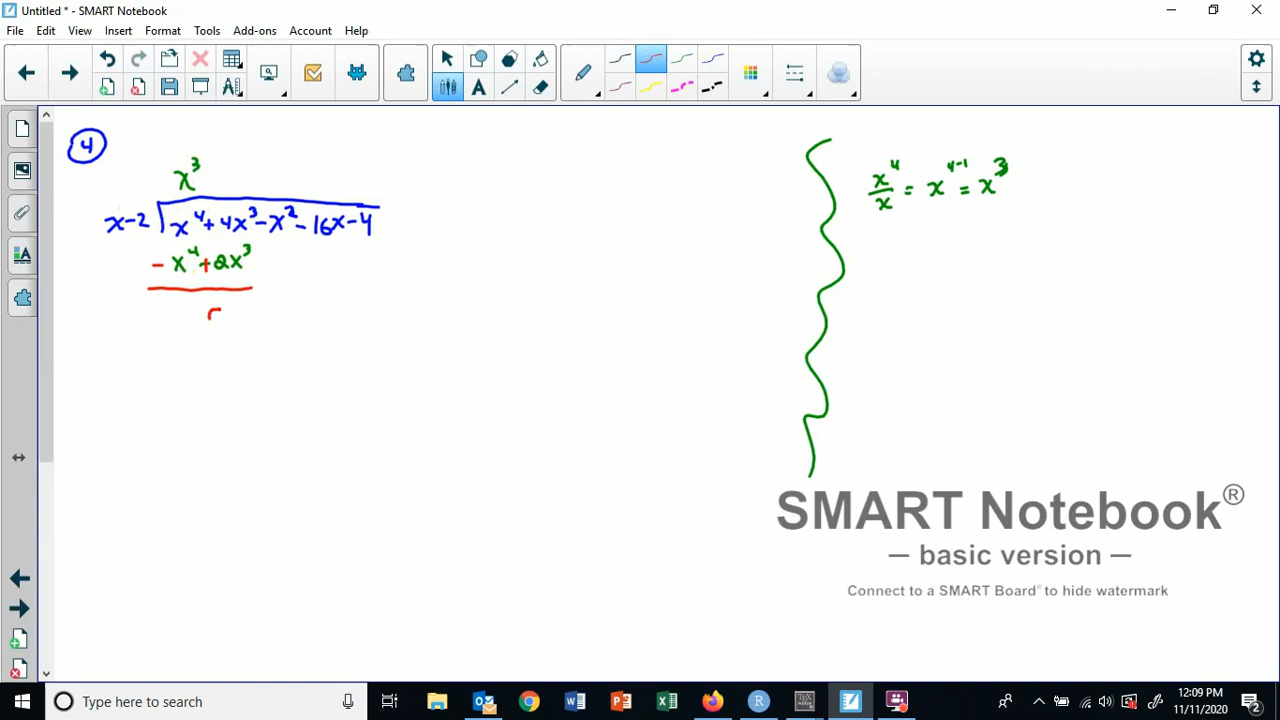 Untitled * - SMART Notebook
File Edit View Insert Format Tools Add-ons Account Help
4
x³
x-2 x⁴+4x³-x²-16x-4
- x⁴+2x³
x⁴/x = x⁴⁻¹ = x³
SMART Notebook®
— basic version —
Connect to a SMART Board® to hide watermark
Type here to search
12:09 PM
11/11/2020
2